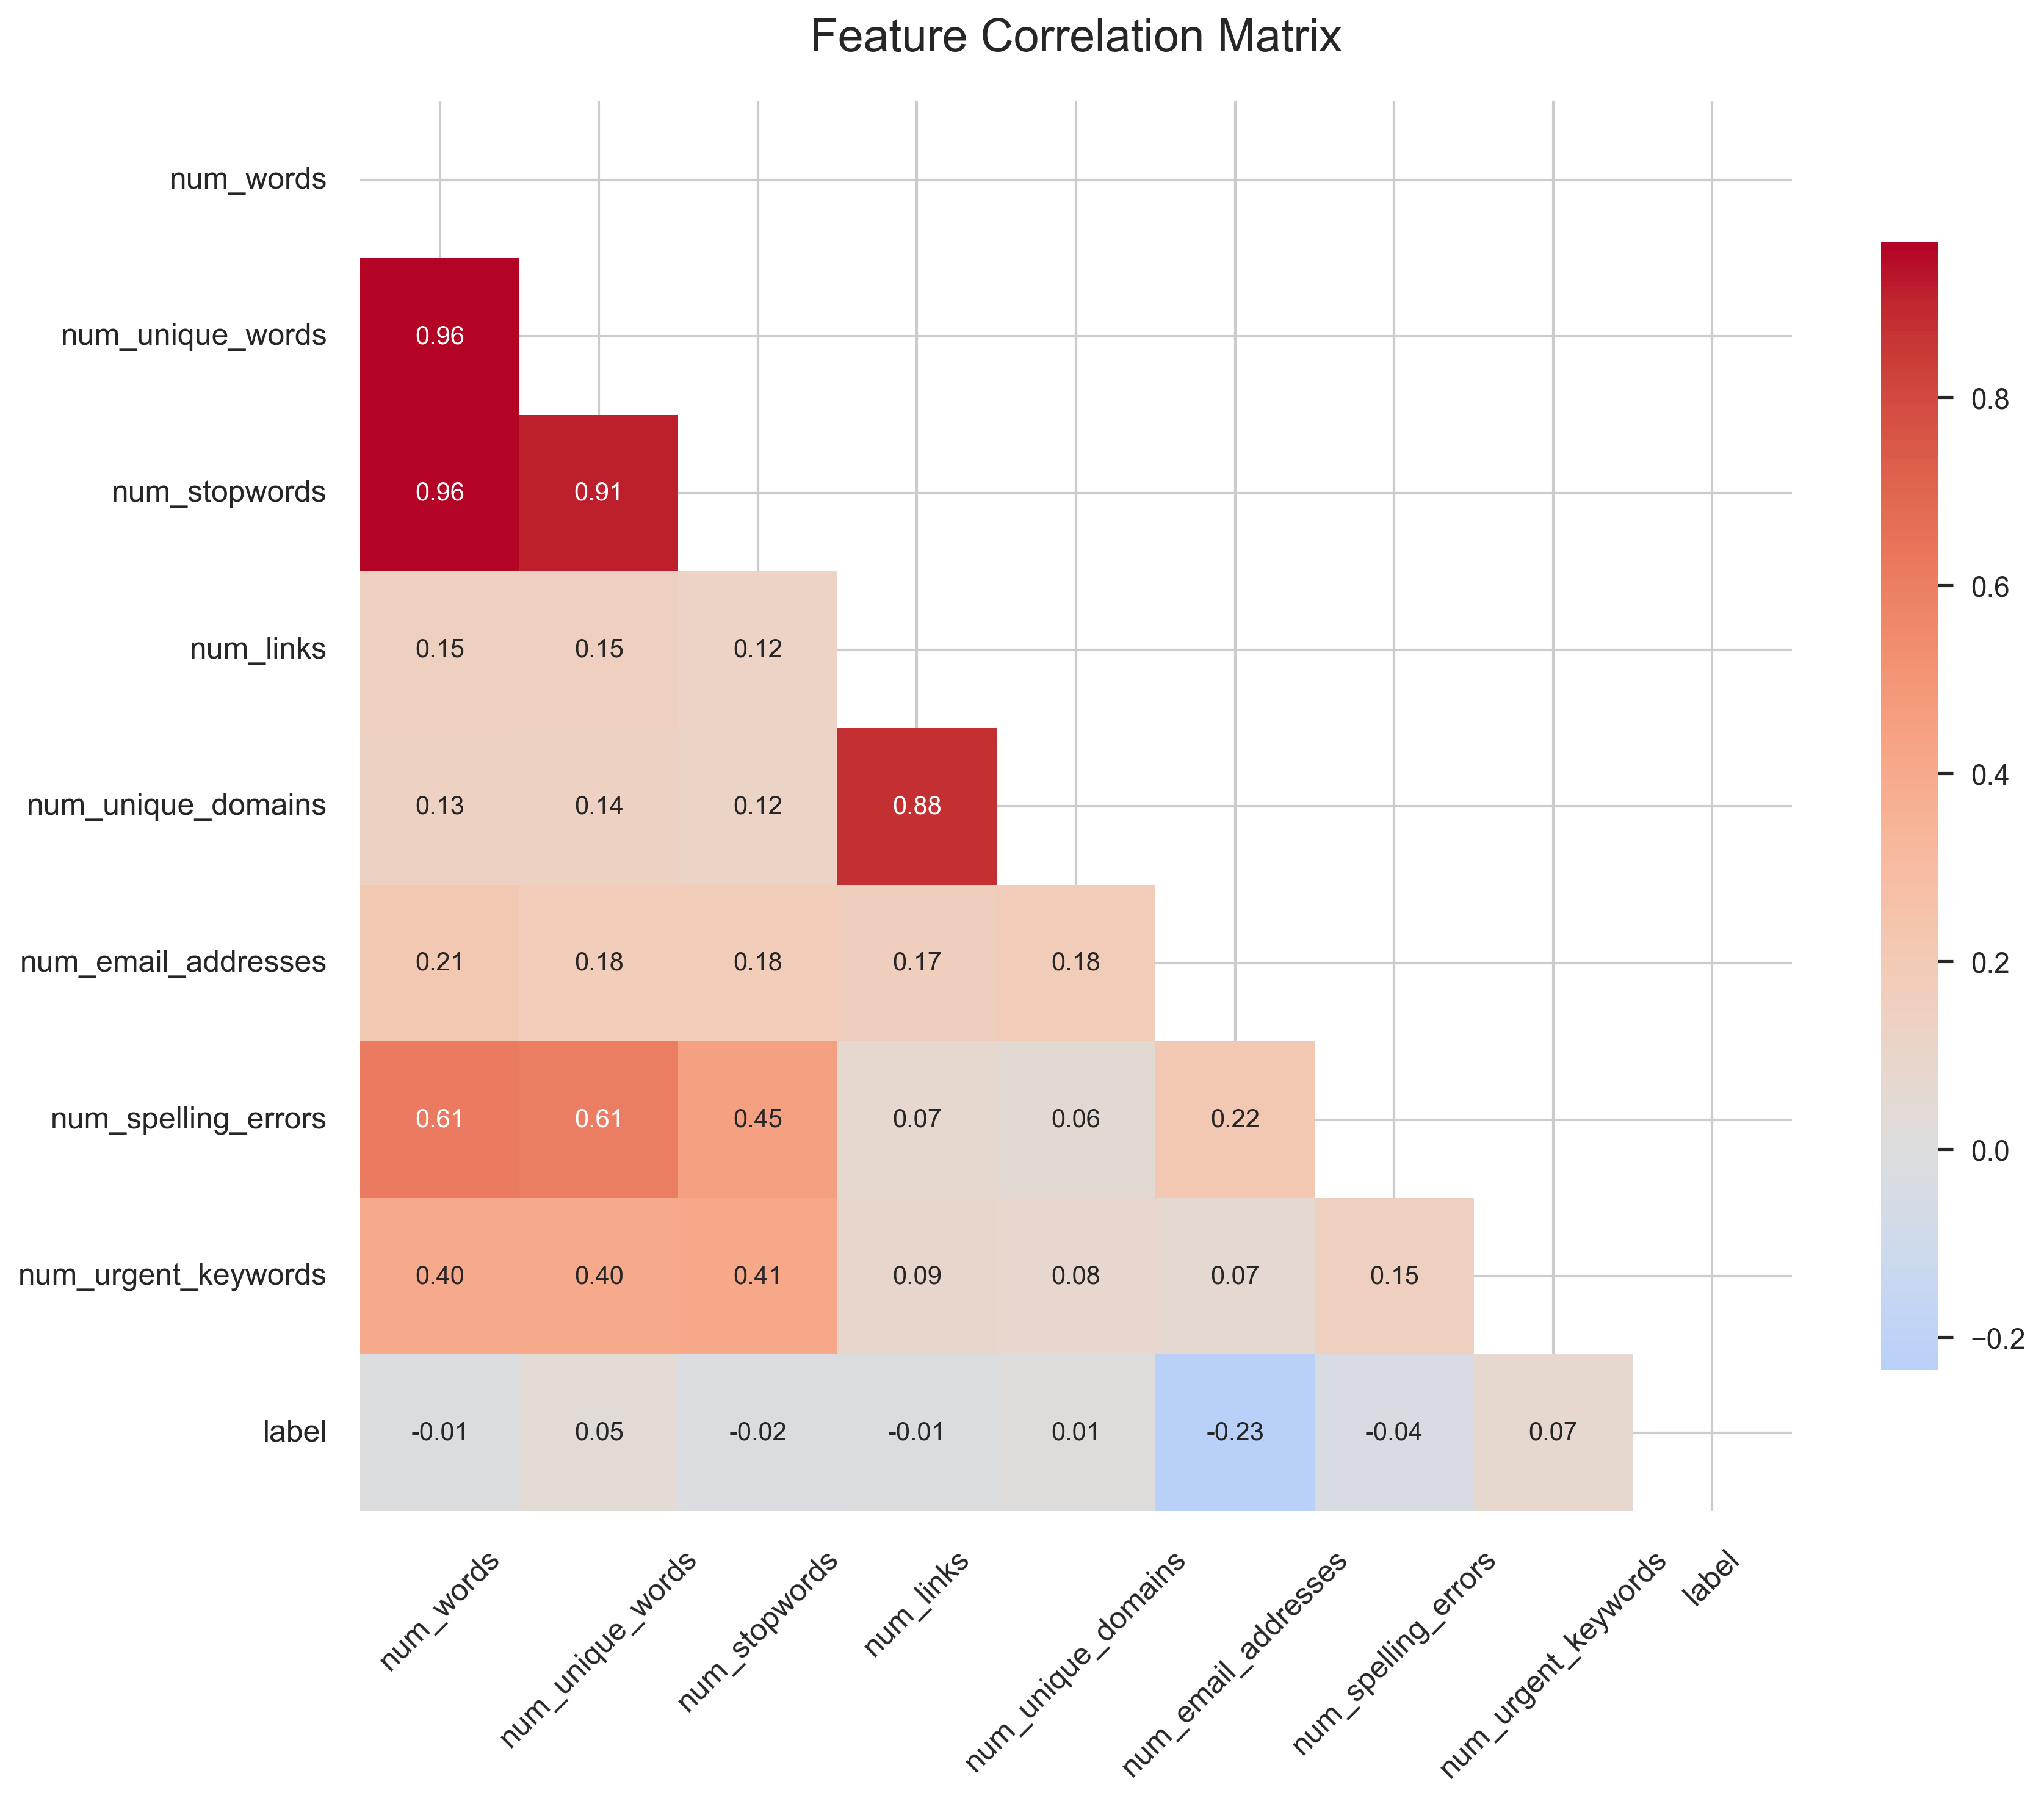 Feature Correlation Matrix
num_words
num_unique_words 0.96
num_stopwords 0.96 0.91
num_links 0.15 0.15 0.12
num_unique_domains 0.13 0.14 0.12 0.88
num_email_addresses 0.21 0.18 0.18 0.17 0.18
num_spelling_errors 0.61 0.61 0.45 0.07 0.06 0.22
num_urgent_keywords 0.40 0.40 0.41 0.09 0.08 0.07 0.15
label -0.01 0.05 -0.02 -0.01 0.01 -0.23 -0.04 0.07
num_words
num_unique_words
num_stopwords
num_links
num_unique_domains
num_email_addresses
num_spelling_errors
num_urgent_keywords
label
0.8
0.6
0.4
0.2
0.0
−0.2